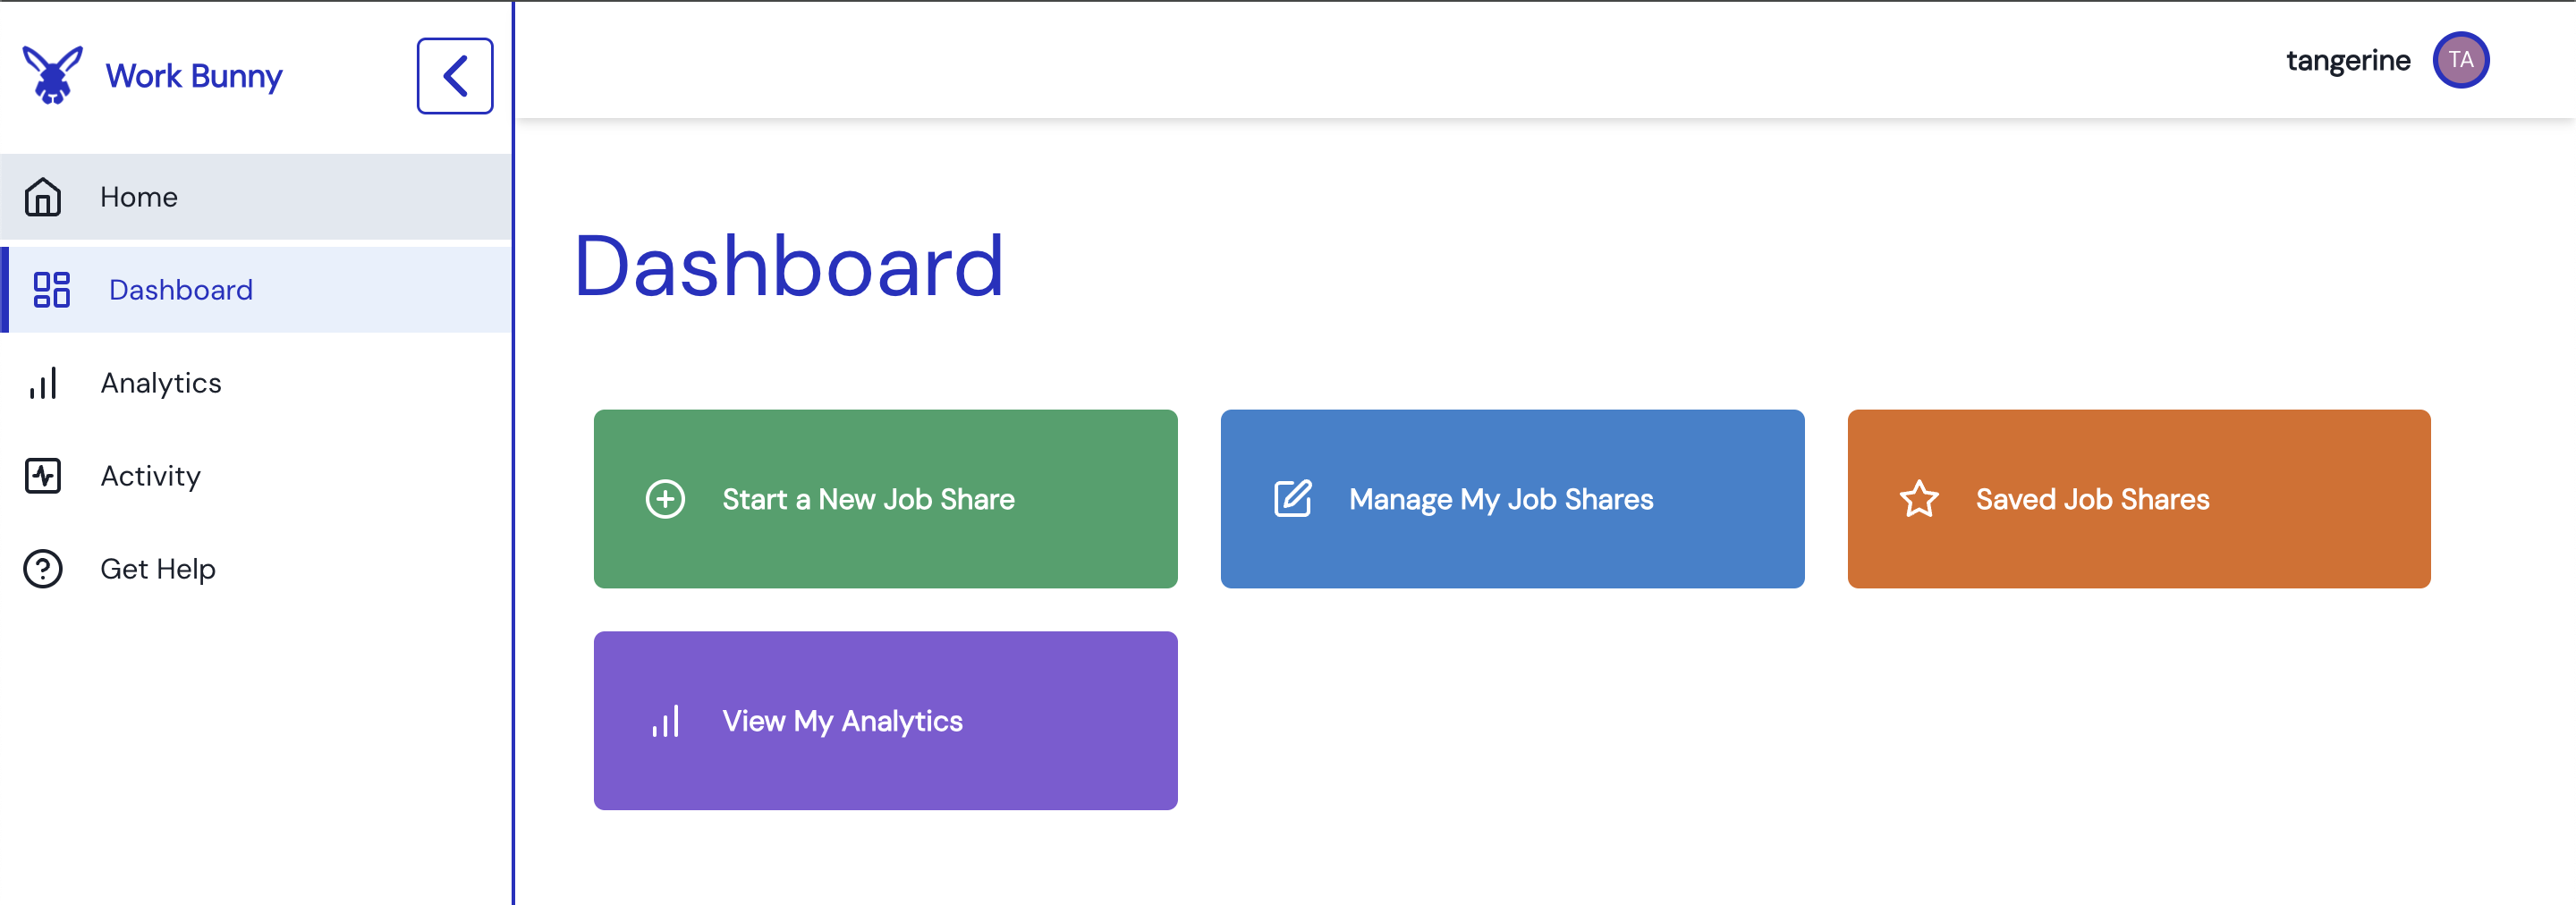 Work Bunny
tangerine
TA
Home
Dashboard
Analytics
Activity
Get Help
Dashboard
Start a New Job Share
Manage My Job Shares
Saved Job Shares
View My Analytics